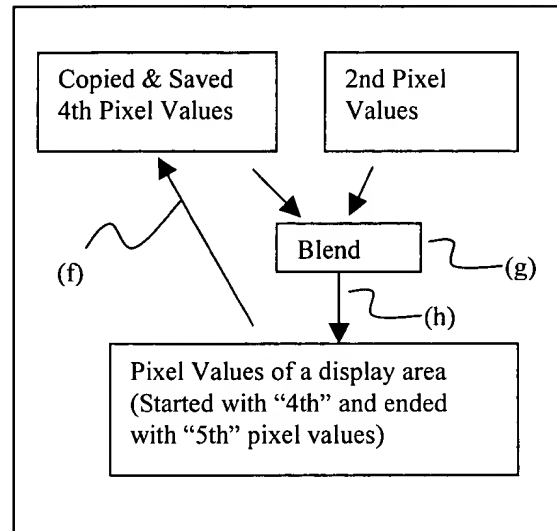 Copied & Saved
4th Pixel Values
2nd Pixel
Values
Blend
(g)
(f)
(h)
Pixel Values of a display area
(Started with “4th” and ended
with “5th” pixel values)